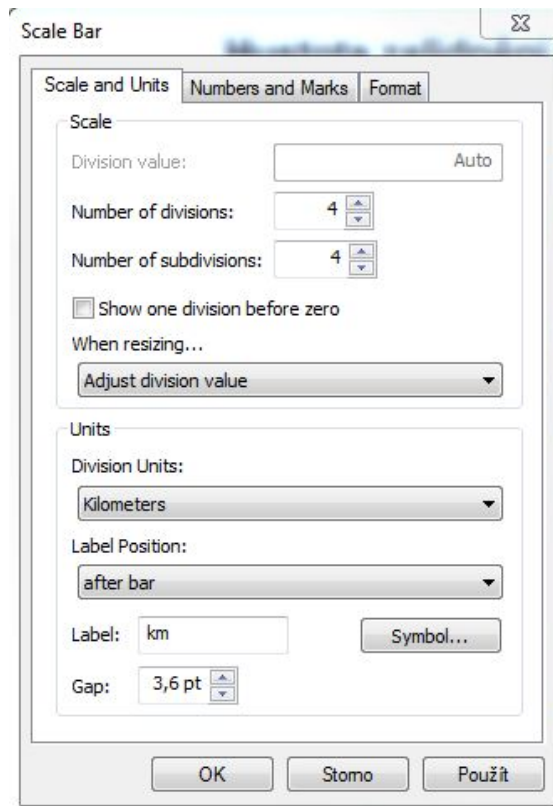 Scale Bar
Scale and Units Numbers and Marks Format
Scale
Division value: Auto
Number of divisions: 4
Number of subdivisions: 4
Show one division before zero
When resizing...
Adjust division value
Units
Division Units:
Kilometers
Label Position:
after bar
Label: km Symbol...
Gap: 3,6 pt
OK Storno Použít